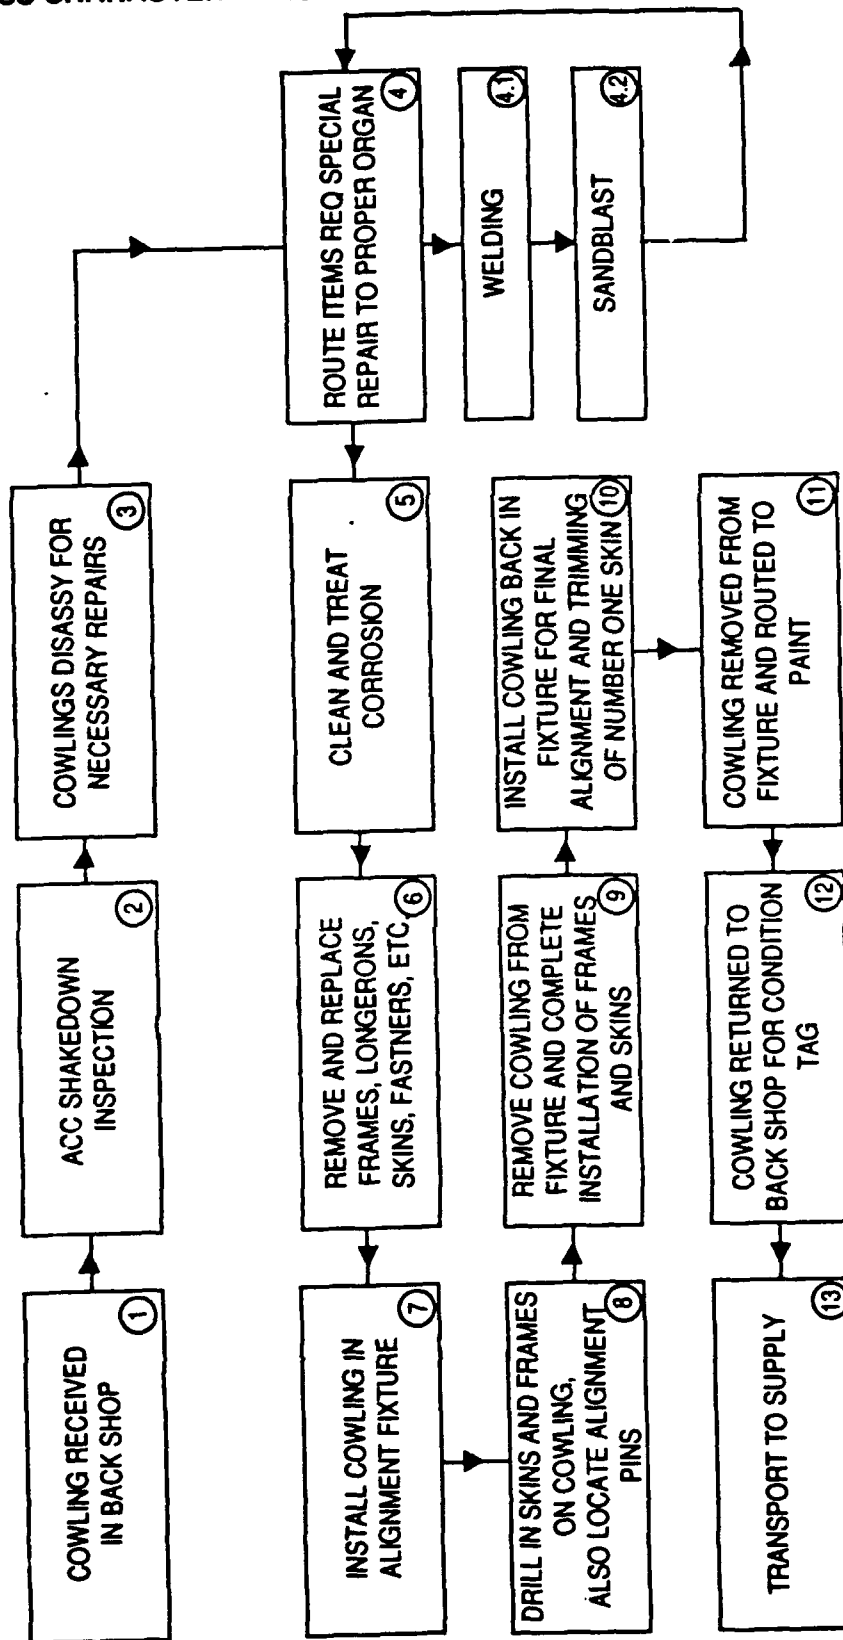 COWLING RECEIVED
IN BACK SHOP
1
ACC SHAKEDOWN
INSPECTION
2
COWLINGS DISASSY FOR
NECESSARY REPAIRS
3
ROUTE ITEMS REQ SPECIAL
REPAIR TO PROPER ORGAN
4
WELDING
4.1
SANDBLAST
4.2
CLEAN AND TREAT
CORROSION
5
REMOVE AND REPLACE
FRAMES, LONGERONS,
SKINS, FASTNERS, ETC,
6
INSTALL COWLING IN
ALIGNMENT FIXTURE
7
DRILL IN SKINS AND FRAMES
ON COWLING,
ALSO LOCATE ALIGNMENT
PINS
8
REMOVE COWLING FROM
FIXTURE AND COMPLETE
INSTALLATION OF FRAMES
AND SKINS
9
INSTALL COWLING BACK IN
FIXTURE FOR FINAL
ALIGNMENT AND TRIMMING
OF NUMBER ONE SKIN
10
COWLING REMOVED FROM
FIXTURE AND ROUTED TO
PAINT
11
COWLING RETURNED TO
BACK SHOP FOR CONDITION
TAG
12
TRANSPORT TO SUPPLY
13